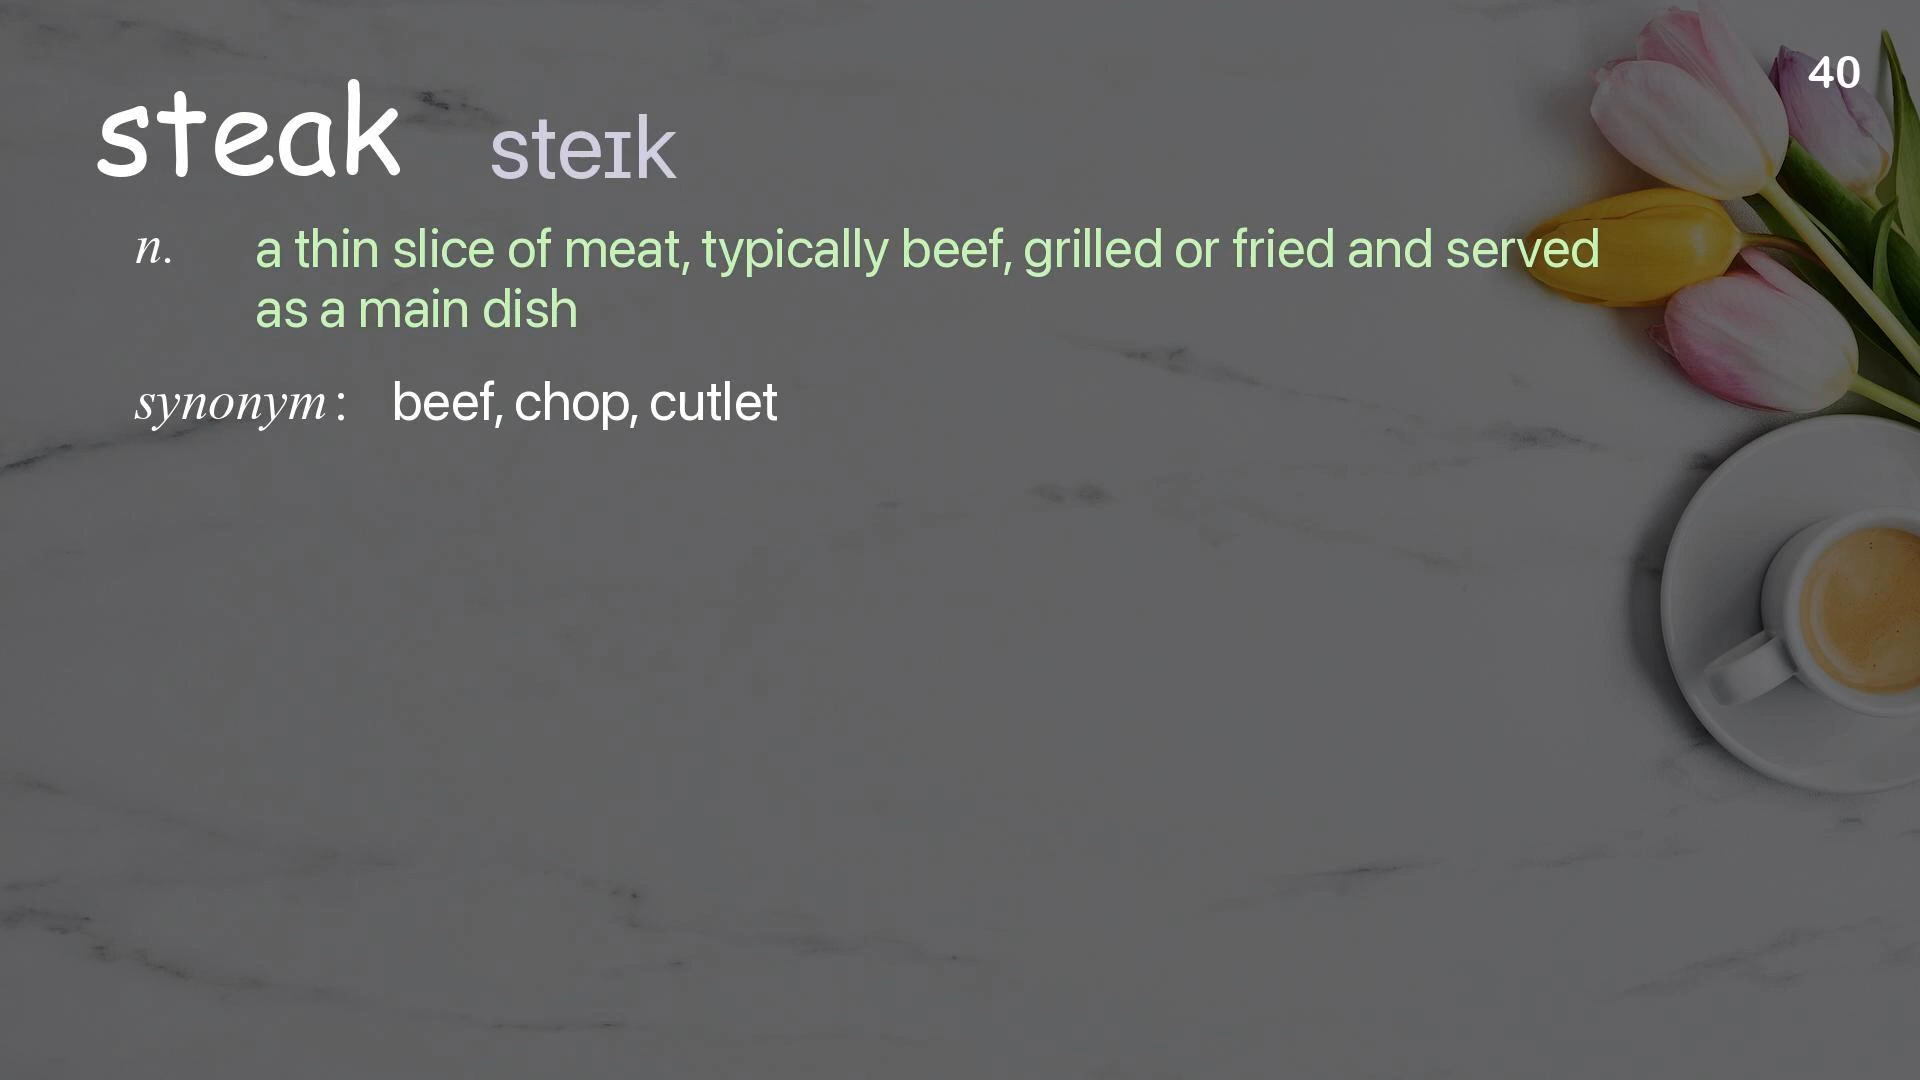 40
steak steɪk
n. a thin slice of meat, typically beef, grilled or fried and served
as a main dish
synonym: beef, chop, cutlet